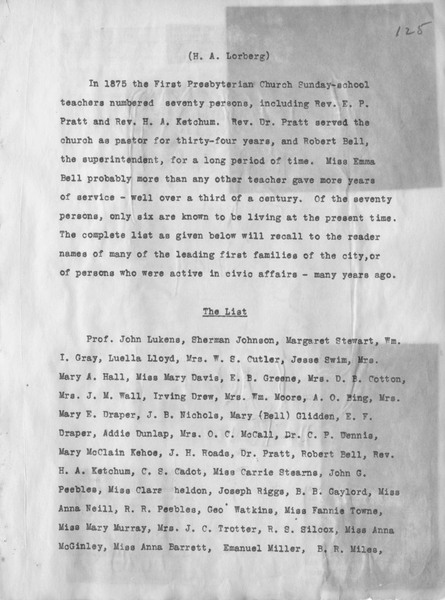 125
(H. A. Lorberg)
In 1875 the First Presbyterian Church Sunday-school
teachers numbered seventy persons, including Rev. E. P.
Pratt and Rev. H. A. Ketchum. Rev. Dr. Pratt served the
church as pastor for thirty-four years, and Robert Bell,
the superintendent, for a long period of time. Miss Emma
Bell probably more than any other teacher gave more years
of service - well over a third of a century. Of the seventy
persons, only six are known to be living at the present time.
The complete list as given below will recall to the reader
names of many of the leading first families of the city,or
of persons who were active in civic affairs - many years ago.
The List
Prof. John Lukens, Sherman Johnson, Margaret Stewart, Wm.
I. Gray, Luella Lloyd, Mrs. W. S. Cutler, Jesse Swim, Mrs.
Mary A. Hall, Miss Mary Davis, E. B. Greene, Mrs. D. B. Cotton,
Mrs. J. M. Wall, Irving Drew, Mrs. Wm. Moore, A. O. Bing, Mrs.
Mary E. Draper, J. B. Nichols, Mary (Bell) Glidden, E. F.
Draper, Addie Dunlap, Mrs. O. C. McCall, Dr. C. P. Wennis,
Mary McClain Kehoe, J. H. Roads, Dr. Pratt, Robert Bell, Rev.
H. A. Ketchum, C. S. Cadot, Miss Carrie Stearns, John G.
Peebles, Miss Clare heldon, Joseph Riggs, B. B. Gaylord, Miss
Anna Neill, R. R. Peebles, Geo Watkins, Miss Fannie Towne,
Miss Mary Murray, Mrs. J. C. Trotter, R. S. Silcox, Miss Anna
McGinley, Miss Anna Barrett, Emanuel Miller, B. R. Miles,